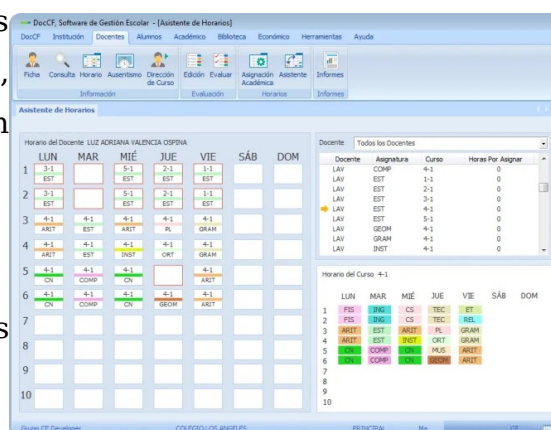 s
,
n
s
DocCF, Software de Gestión Escolar - [Asistente de Horarios]
DocCF Institución Docentes Alumnos Académico Biblioteca Económico Herramientas Ayuda
Ficha Consulta Horario Ausentismo Dirección de Curso Edición Evaluar Asignación Académica Asistente Informes
Información Evaluación Horarios Informes
Asistente de Horarios
Horario del Docente LUZ ADRIANA VALENCIA OSPINA
LUN MAR MIÉ JUE VIE SÁB DOM
1 3-1 5-1 2-1 1-1
EST EST EST EST
2 3-1 5-1 2-1 1-1
EST EST EST EST
3 4-1 4-1 4-1 4-1 4-1
ARIT EST ARIT PL GRAM
4 4-1 4-1 4-1 4-1 4-1
ARIT EST INST ORT GRAM
5 4-1 4-1 4-1 4-1
CN COMP CN ARIT
6 4-1 4-1 4-1 4-1 4-1
CN COMP CN GEOM ARIT
7
8
9
10
Docente Todos los Docentes
Docente Asignatura Curso Horas Por Asignar
LAV COMP 4-1 0
LAV EST 1-1 0
LAV EST 2-1 0
LAV EST 3-1 0
LAV EST 4-1 0
LAV EST 5-1 0
LAV GEOM 4-1 0
LAV GRAM 4-1 0
LAV INST 4-1 0
Horario del Curso 4-1
LUN MAR MIÉ JUE VIE SÁB DOM
1 FIS ING CS TEC ET
2 FIS ING CS TEC REL
3 ARIT EST ARIT PL GRAM
4 ARIT EST INST ORT GRAM
5 CN COMP CN MUS ARIT
6 CN COMP CN GEOM ARIT
7
8
9
10
Grupo CF Developer COLEGIO LOS ANGELES PRINCIPAL Ma. CF